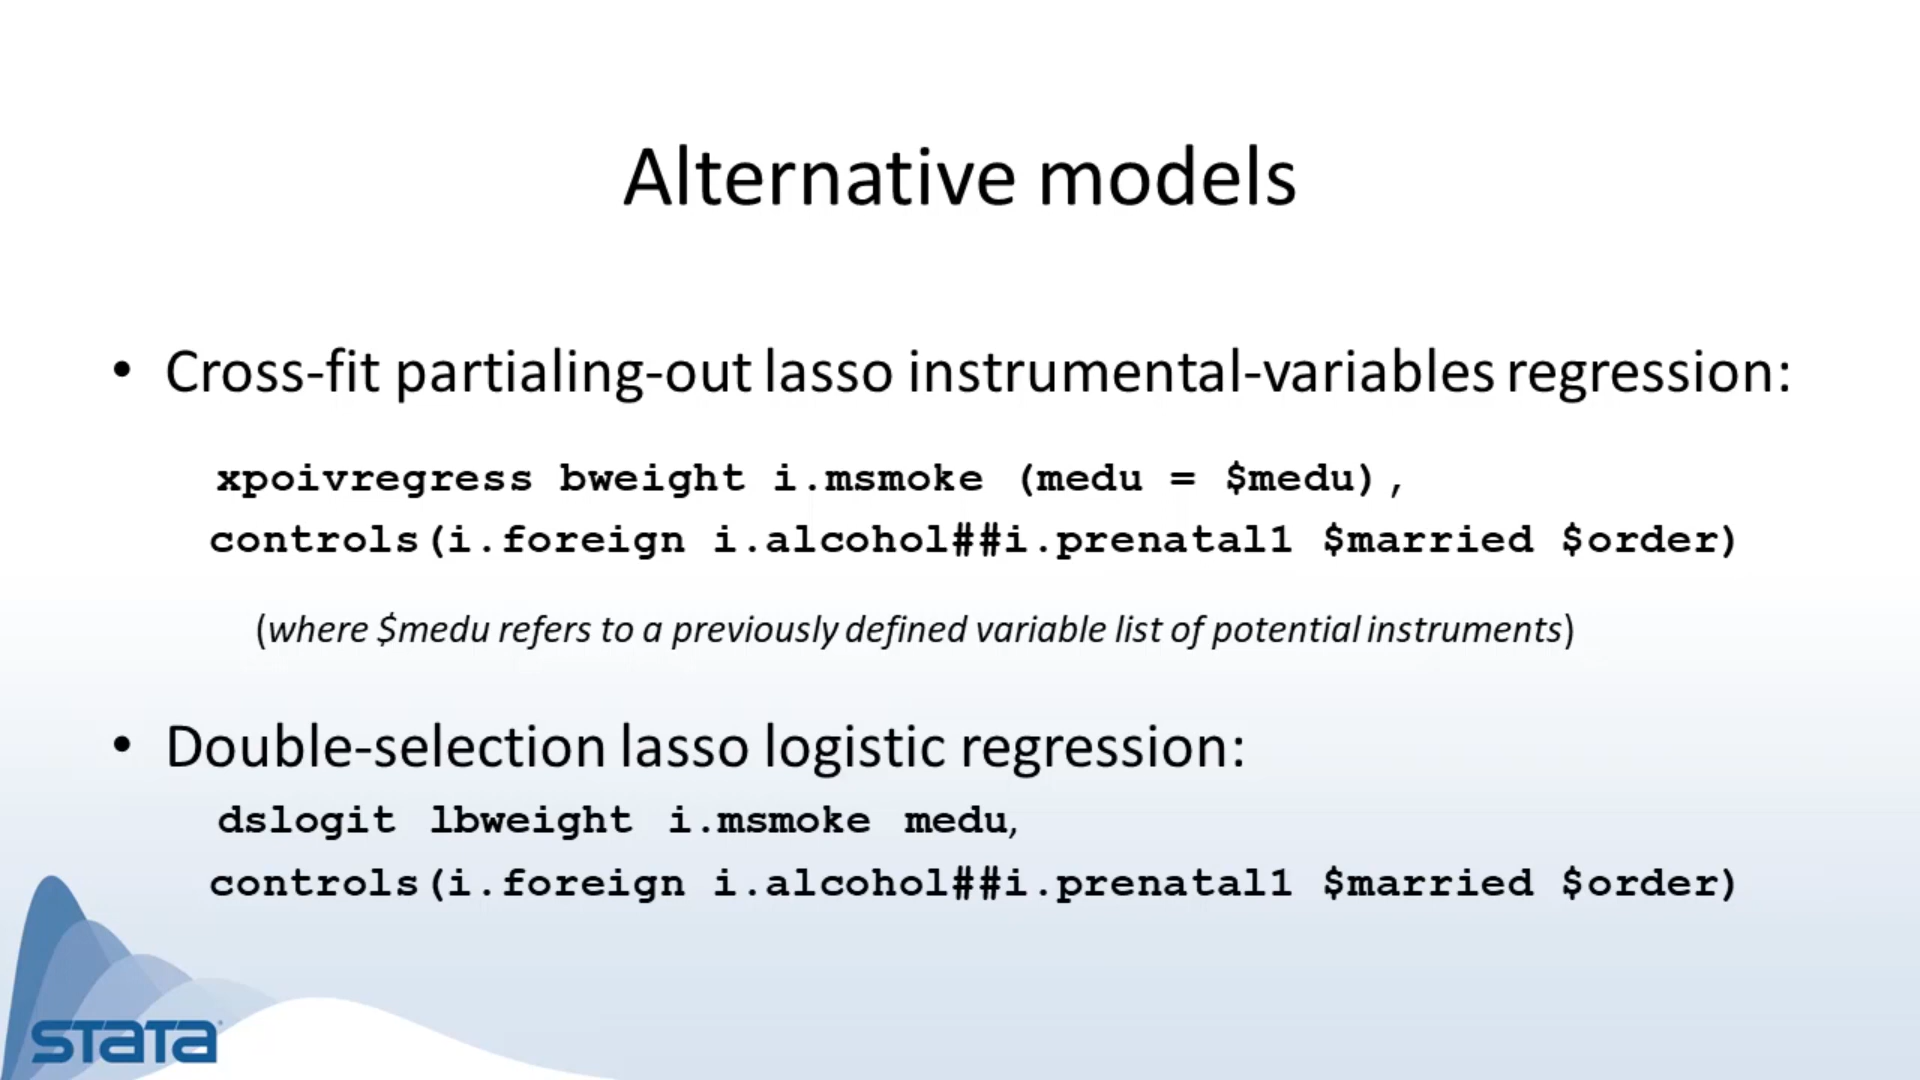 Alternative models
• Cross-fit partialing-out lasso instrumental-variables regression:
xpoivregress bweight i.msmoke (medu = $medu),
controls(i.foreign i.alcohol##i.prenatal1 $married $order)
(where $medu refers to a previously defined variable list of potential instruments)
• Double-selection lasso logistic regression:
dslogit lbweight i.msmoke medu,
controls(i.foreign i.alcohol##i.prenatal1 $married $order)
STATA